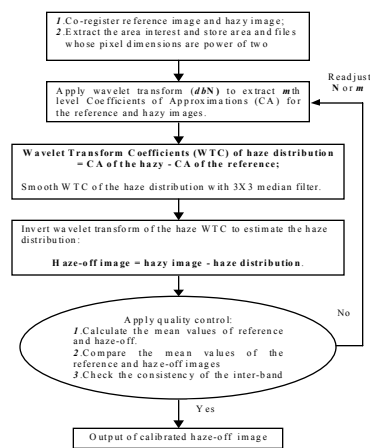 1.Co-register reference image and hazy image;
2.Extract the area interest and store area and files
whose pixel dimensions are power of two
Readjust
N or m
Apply wavelet transform (dbN) to extract mth
level Coefficients of Approximations (CA) for
the reference and hazy images.
Wavelet Transform Coefficients (WTC) of haze distribution
= CA of the hazy - CA of the reference;
Smooth WTC of the haze distribution with 3X3 median filter.
Invert wavelet transform of the haze WTC to estimate the haze
distribution:
Haze-off image = hazy image - haze distribution.
No
Apply quality control:
1.Calculate the mean values of reference
and haze-off.
2.Compare the mean values of the
reference and haze-off images
3.Check the consistency of the inter-band
Yes
Output of calibrated haze-off image